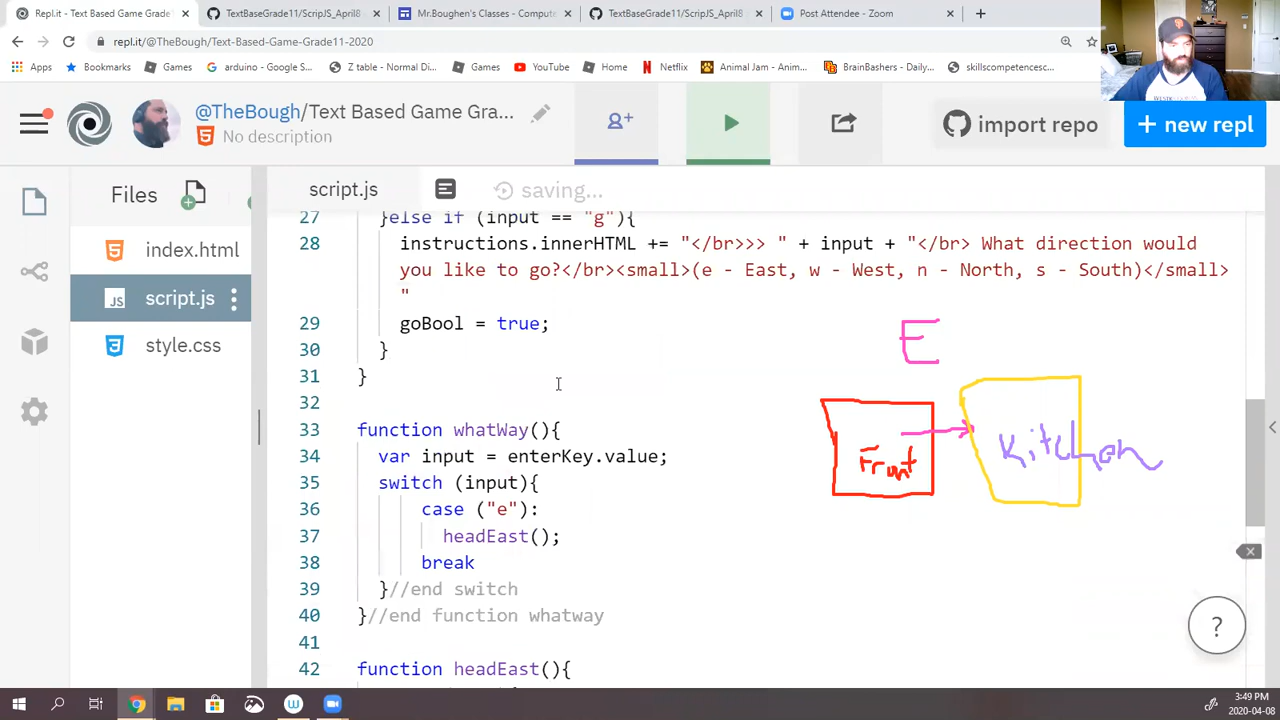 Repl.it - Text Based Game Grade
TextBaseGrade11/ScripJS_April8
Mr.Boughen's Classes - Compute
TextBaseGrade11/ScripJS_April8
Post Attendee - Zoom
repl.it/@TheBough/Text-Based-Game-Grade11-2020
Apps
Bookmarks
Games
arduino - Google S...
Z table - Normal Di...
Games
YouTube
Home
Netflix
Animal Jam - Anim...
BrainBashers - Daily...
skillscompetencesc...
@TheBough/Text Based Game Gra...
No description
import repo
+ new repl
Files
script.js
saving...
index.html
script.js
style.css
27 }else if (input == "g"){
28 instructions.innerHTML += "</br>>> " + input + "</br> What direction would
you like to go?</br><small>(e - East, w - West, n - North, s - South)</small>
"
29 goBool = true;
30 }
31 }
32
33 function whatWay(){
34 var input = enterKey.value;
35 switch (input){
36 case ("e"):
37 headEast();
38 break
39 }//end switch
40 }//end function whatway
41
42 function headEast(){
E
Front
Kitchen
?
3:49 PM
2020-04-08